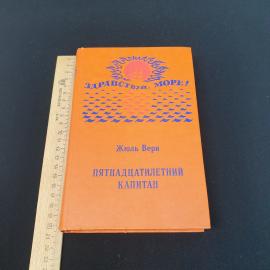 ЗДРАВСТВУЙ, МОРЕ!
Жюль Верн
ПЯТНАДЦАТИЛЕТНИЙ
КАПИТАН